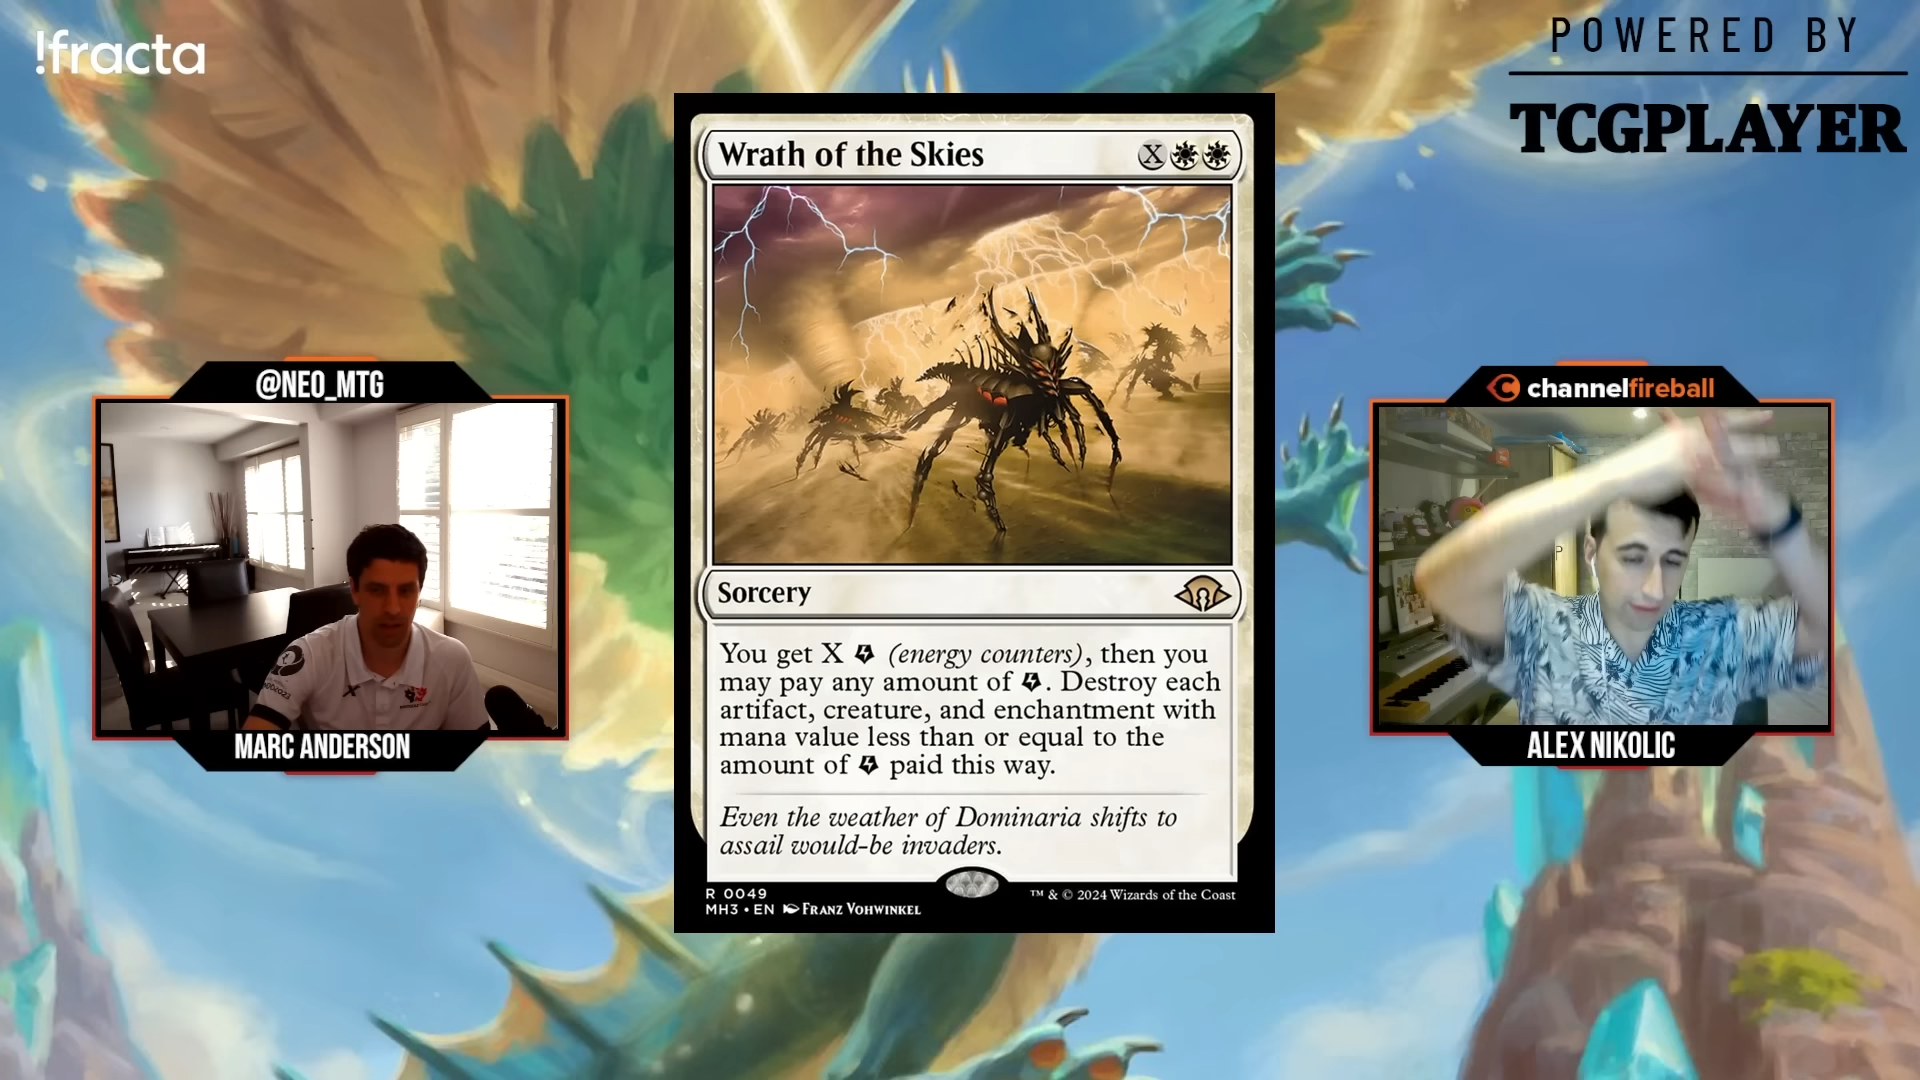 !fracta
POWERED BY
TCGPLAYER
Wrath of the Skies
X
Sorcery
You get X (energy counters), then you
may pay any amount of . Destroy each
artifact, creature, and enchantment with
mana value less than or equal to the
amount of paid this way.
Even the weather of Dominaria shifts to
assail would-be invaders.
R 0049
MH3 • EN FRANZ VOHWINKEL
™ & © 2024 Wizards of the Coast
@NEO_MTG
MARC ANDERSON
channelfireball
ALEX NIKOLIC